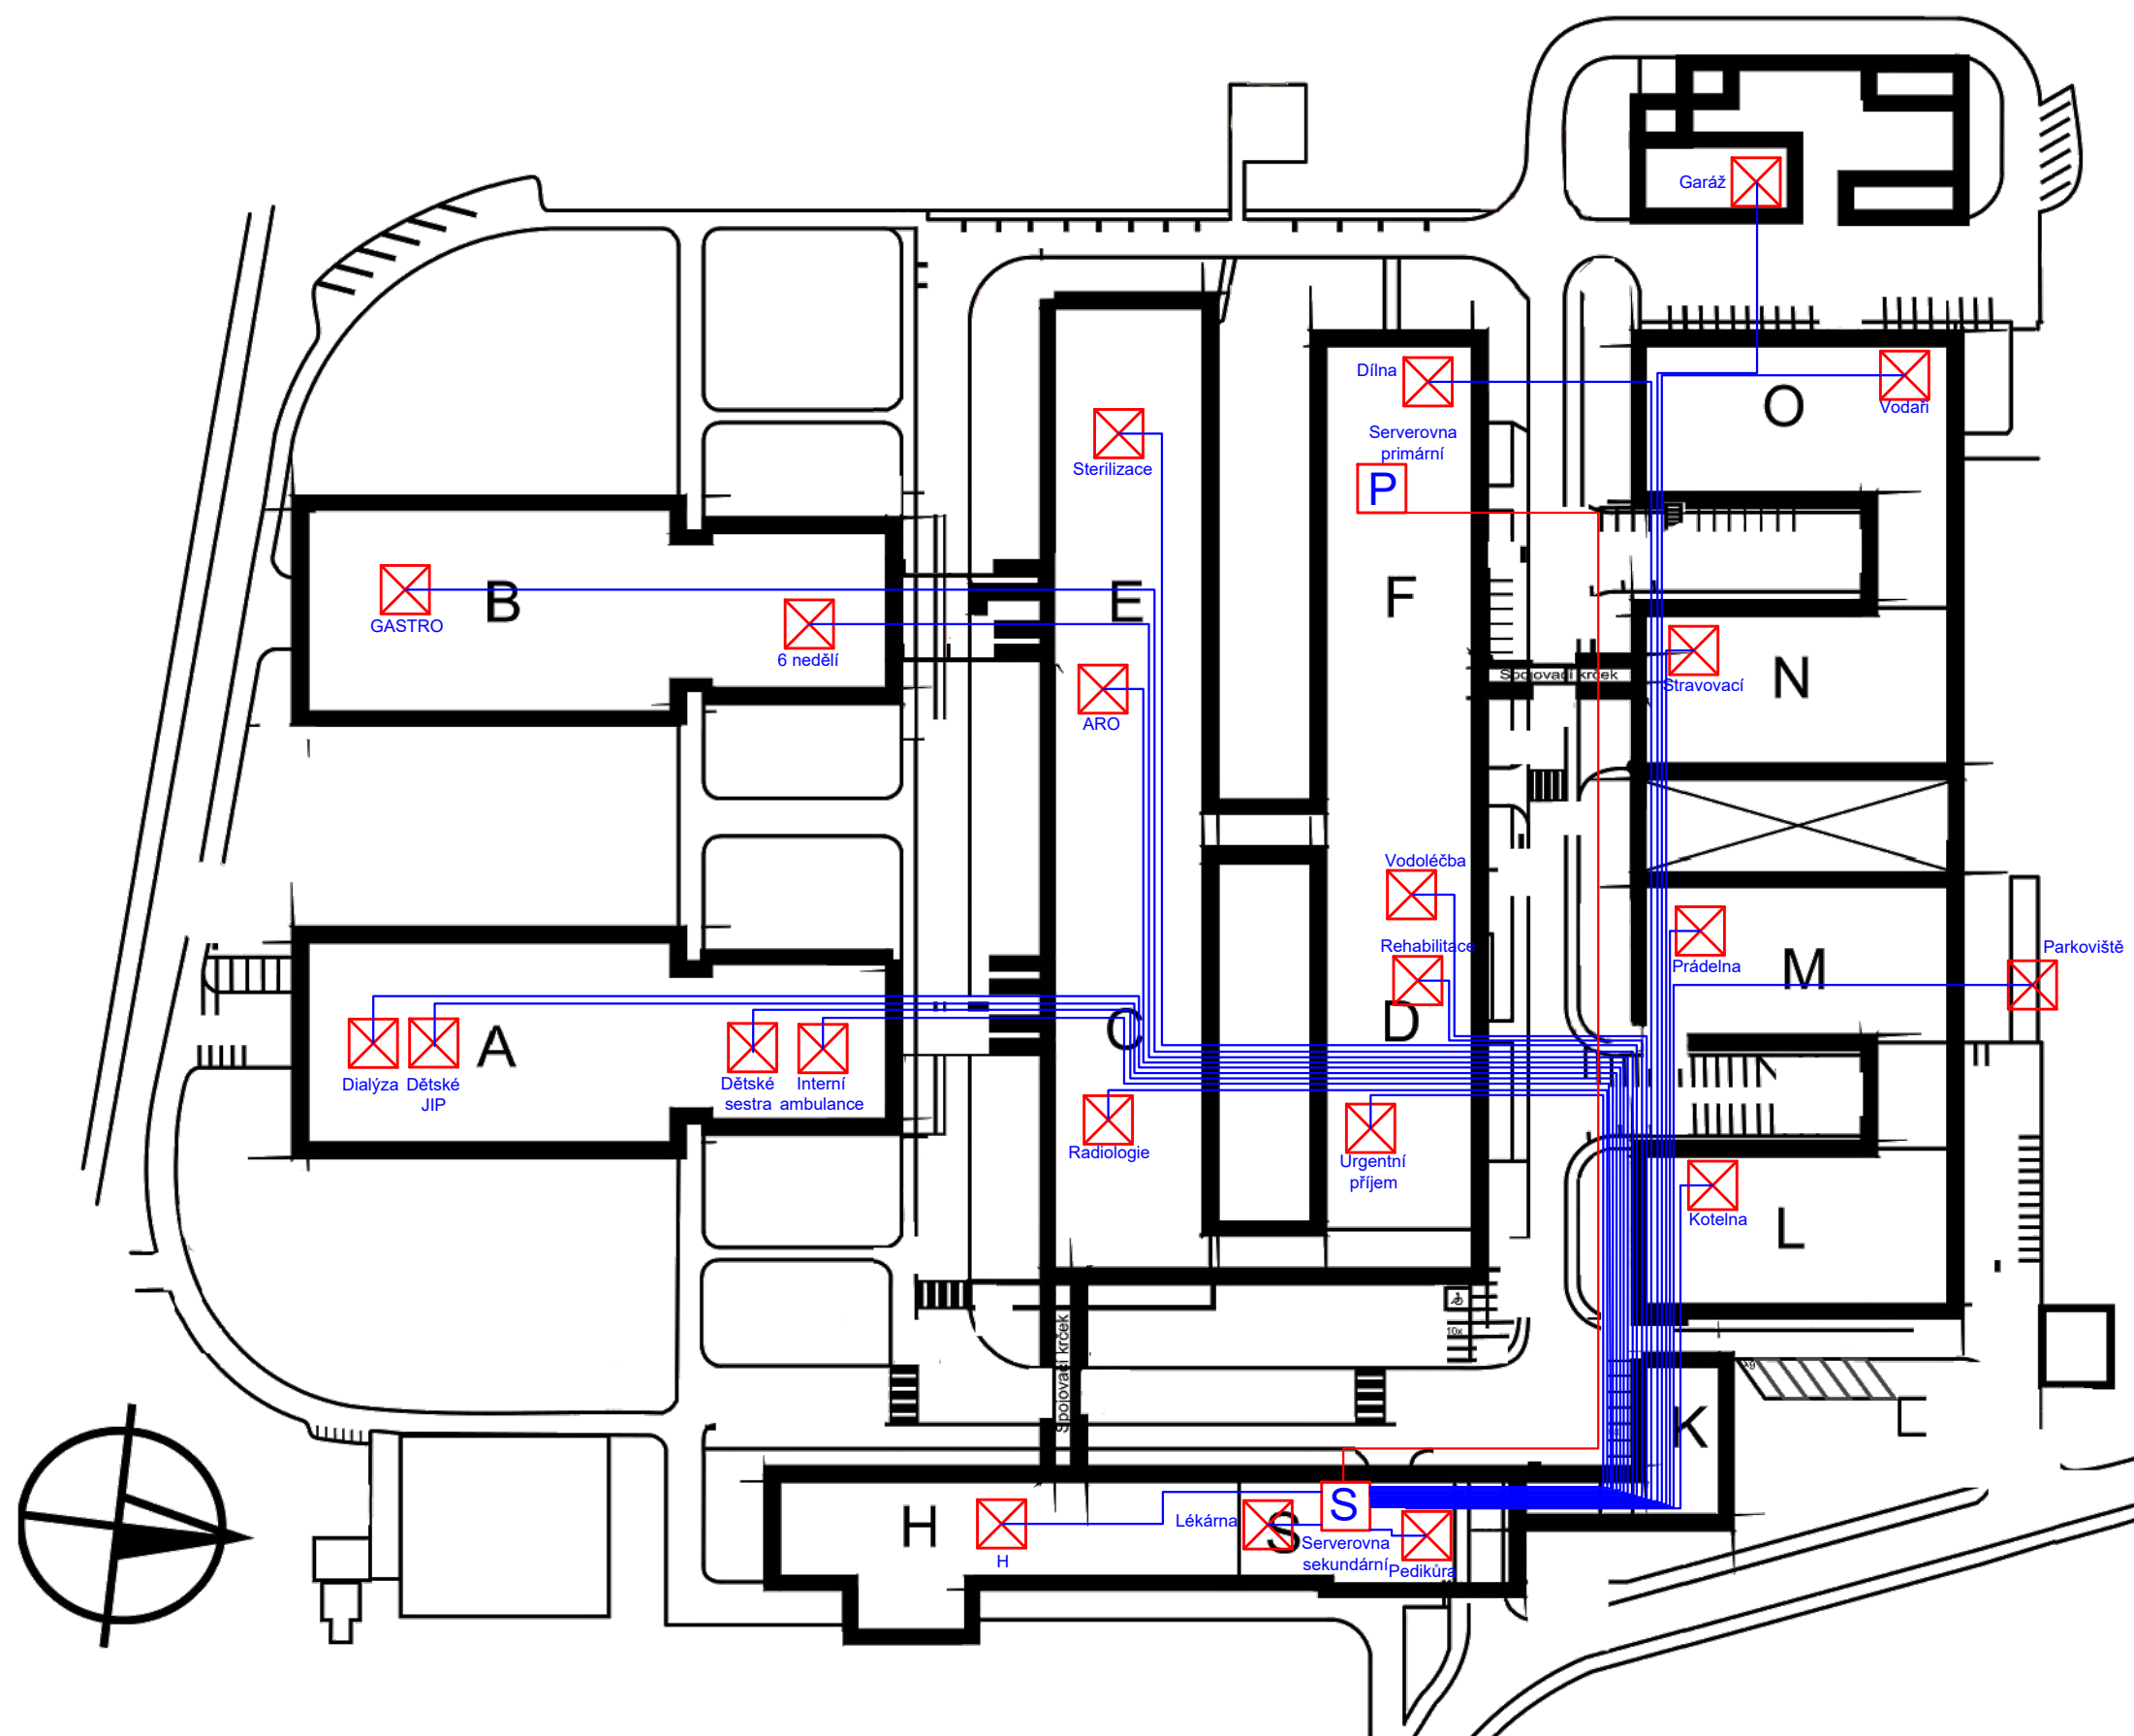 Garáž
Dílna
O
Vodaři
Serverovna
primární
Sterilizace
P
B
E
F
GASTRO
6 nedělí
Spojovací krček
Stravovací
N
ARO
Vodoléčba
Rehabilitace
Prádelna
M
Parkoviště
A
C
D
Dialýza
Dětské
JIP
Dětské
sestra
Interní
ambulance
Radiologie
Urgentní
příjem
Kotelna
L
10x
Spojovací krček
K
H
H
Lékárna
S
S
Serverovna
sekundární
Pedikůra